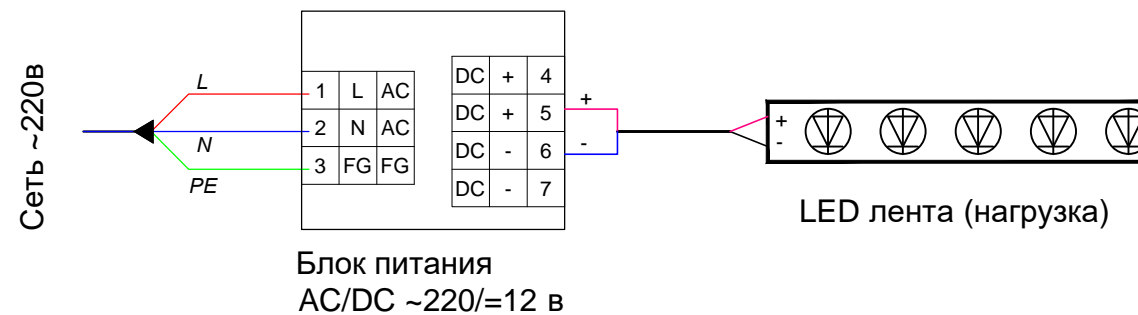 Сеть ~220в
L
N
PE
1 L AC
2 N AC
3 FG FG
DC + 4
DC + 5
DC - 6
DC - 7
+
-
+
-
LED лента (нагрузка)
Блок питания
AC/DC ~220/=12 в